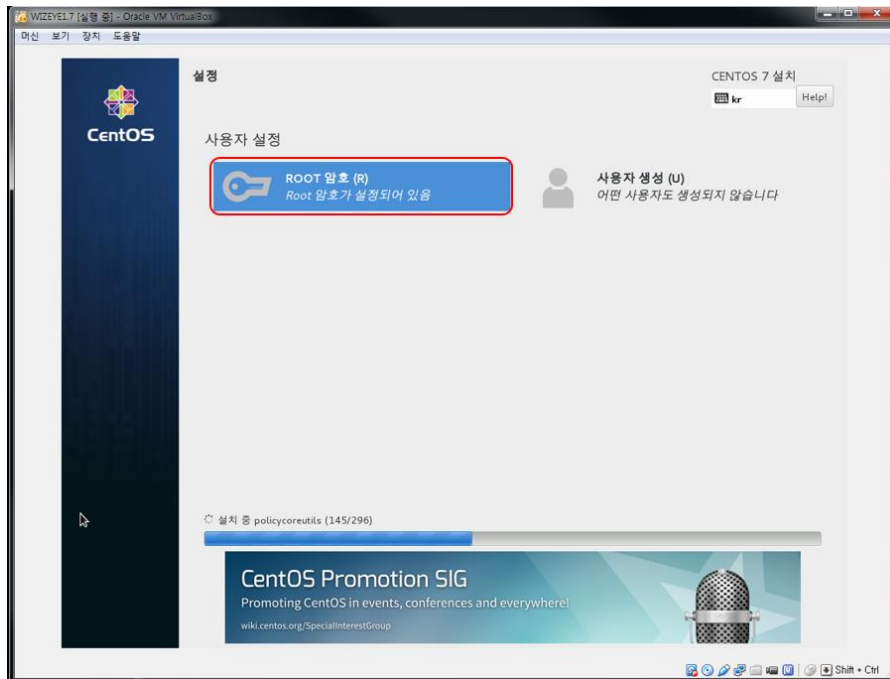 WIZEYE1.7 [실행 중] - Oracle VM VirtualBox
머신 보기 장치 도움말
설정
CENTOS 7 설치
kr
Help!
CentOS
사용자 설정
ROOT 암호 (R)
Root 암호가 설정되어 있음
사용자 생성 (U)
어떤 사용자도 생성되지 않습니다
설치 중 policycoreutils (145/296)
CentOS Promotion SIG
Promoting CentOS in events, conferences and everywhere!
wiki.centos.org/SpecialInterestGroup
Shift + Ctrl